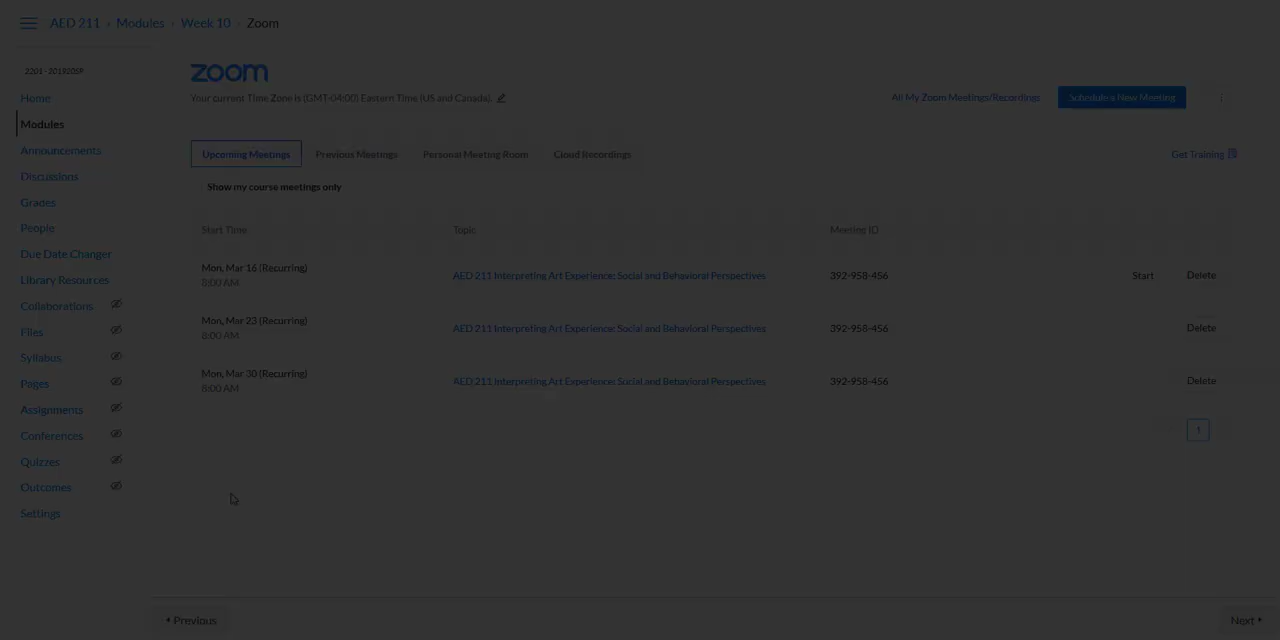 AED 211 › Modules › Week 10 › Zoom
2201 - 2019206F
Home
Modules
Announcements
Discussions
Grades
People
Due Date Changer
Library Resources
Collaborations
Files
Syllabus
Pages
Assignments
Conferences
Quizzes
Outcomes
Settings
zoom
Your current Time Zone is (GMT-04:00) Eastern Time (US and Canada).
All My Zoom Meetings/Recordings
Schedule a New Meeting
Upcoming Meetings Previous Meetings Personal Meeting Room Cloud Recordings
Get Training
Show my course meetings only
Start Time Topic Meeting ID
Mon, Mar 16 (Recurring)
8:00 AM
AED 211 Interpreting Art Experience: Social and Behavioral Perspectives
392-958-456
Start
Delete
Mon, Mar 23 (Recurring)
8:00 AM
AED 211 Interpreting Art Experience: Social and Behavioral Perspectives
392-958-456
Delete
Mon, Mar 30 (Recurring)
8:00 AM
AED 211 Interpreting Art Experience: Social and Behavioral Perspectives
392-958-456
Delete
1
Previous
Next